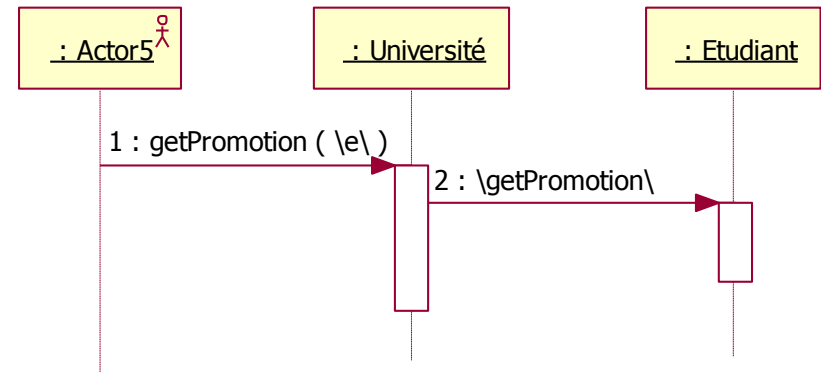 : Actor5
: Université
: Etudiant
1 : getPromotion ( \e\ )
2 : \getPromotion\